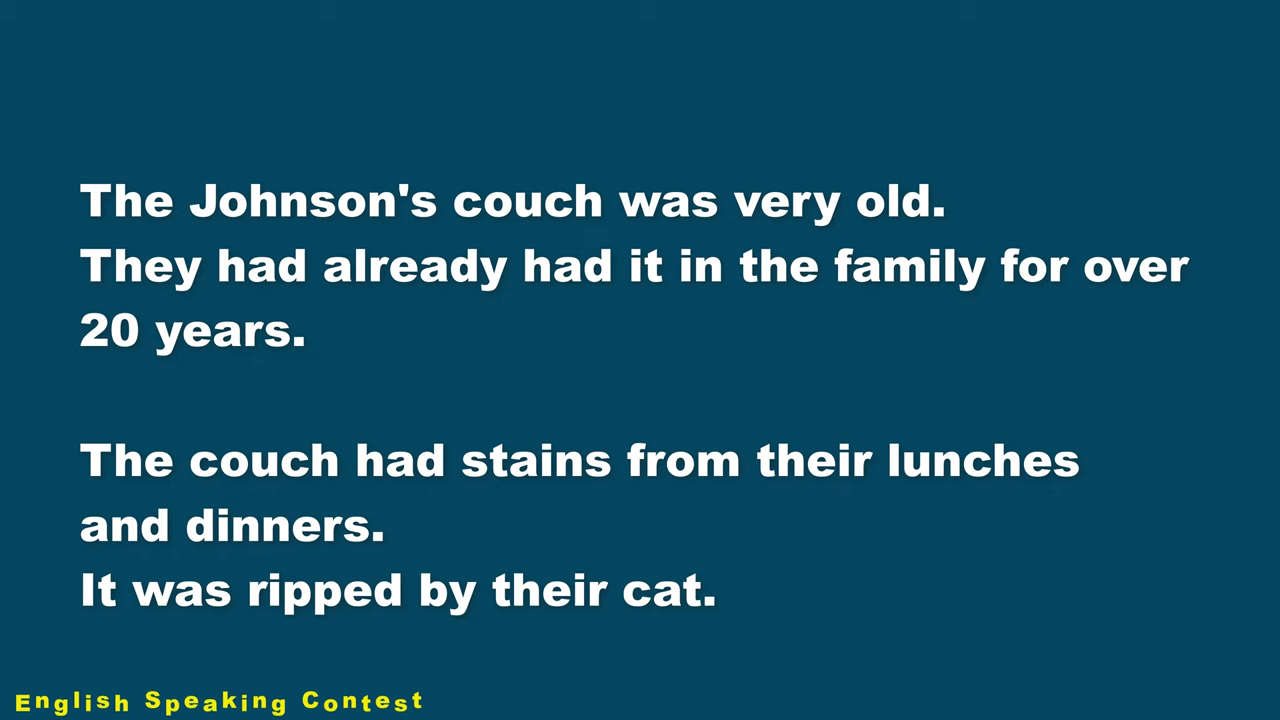 The Johnson's couch was very old.
They had already had it in the family for over
20 years.
The couch had stains from their lunches
and dinners.
It was ripped by their cat.
English Speaking Contest